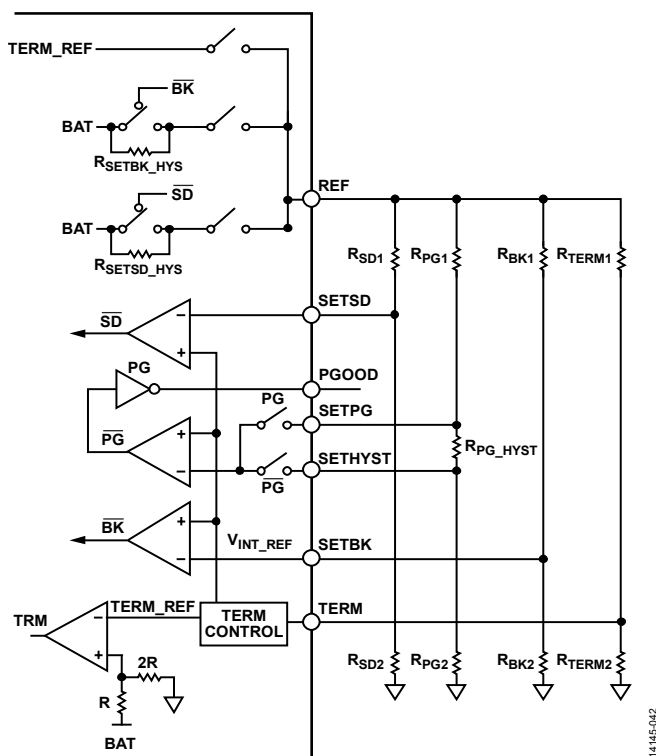 TERM_REF
BK
BAT
RSETBK_HYS
SD
BAT
RSETSD_HYS
REF
RSD1
RPG1
RBK1
RTERM1
SETSD
SD
PG
PGOOD
PG
SETPG
PG
RPG_HYST
SETHYST
PG
BK
VINT_REF
SETBK
TRM
TERM_REF
TERM
CONTROL
TERM
2R
R
BAT
RSD2
RPG2
RBK2
RTERM2
14145-042